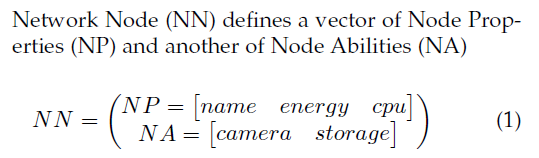 Network Node (NN) defines a vector of Node Prop-
erties (NP) and another of Node Abilities (NA)
NN = (NP = [name energy cpu]
NA = [camera storage]) (1)